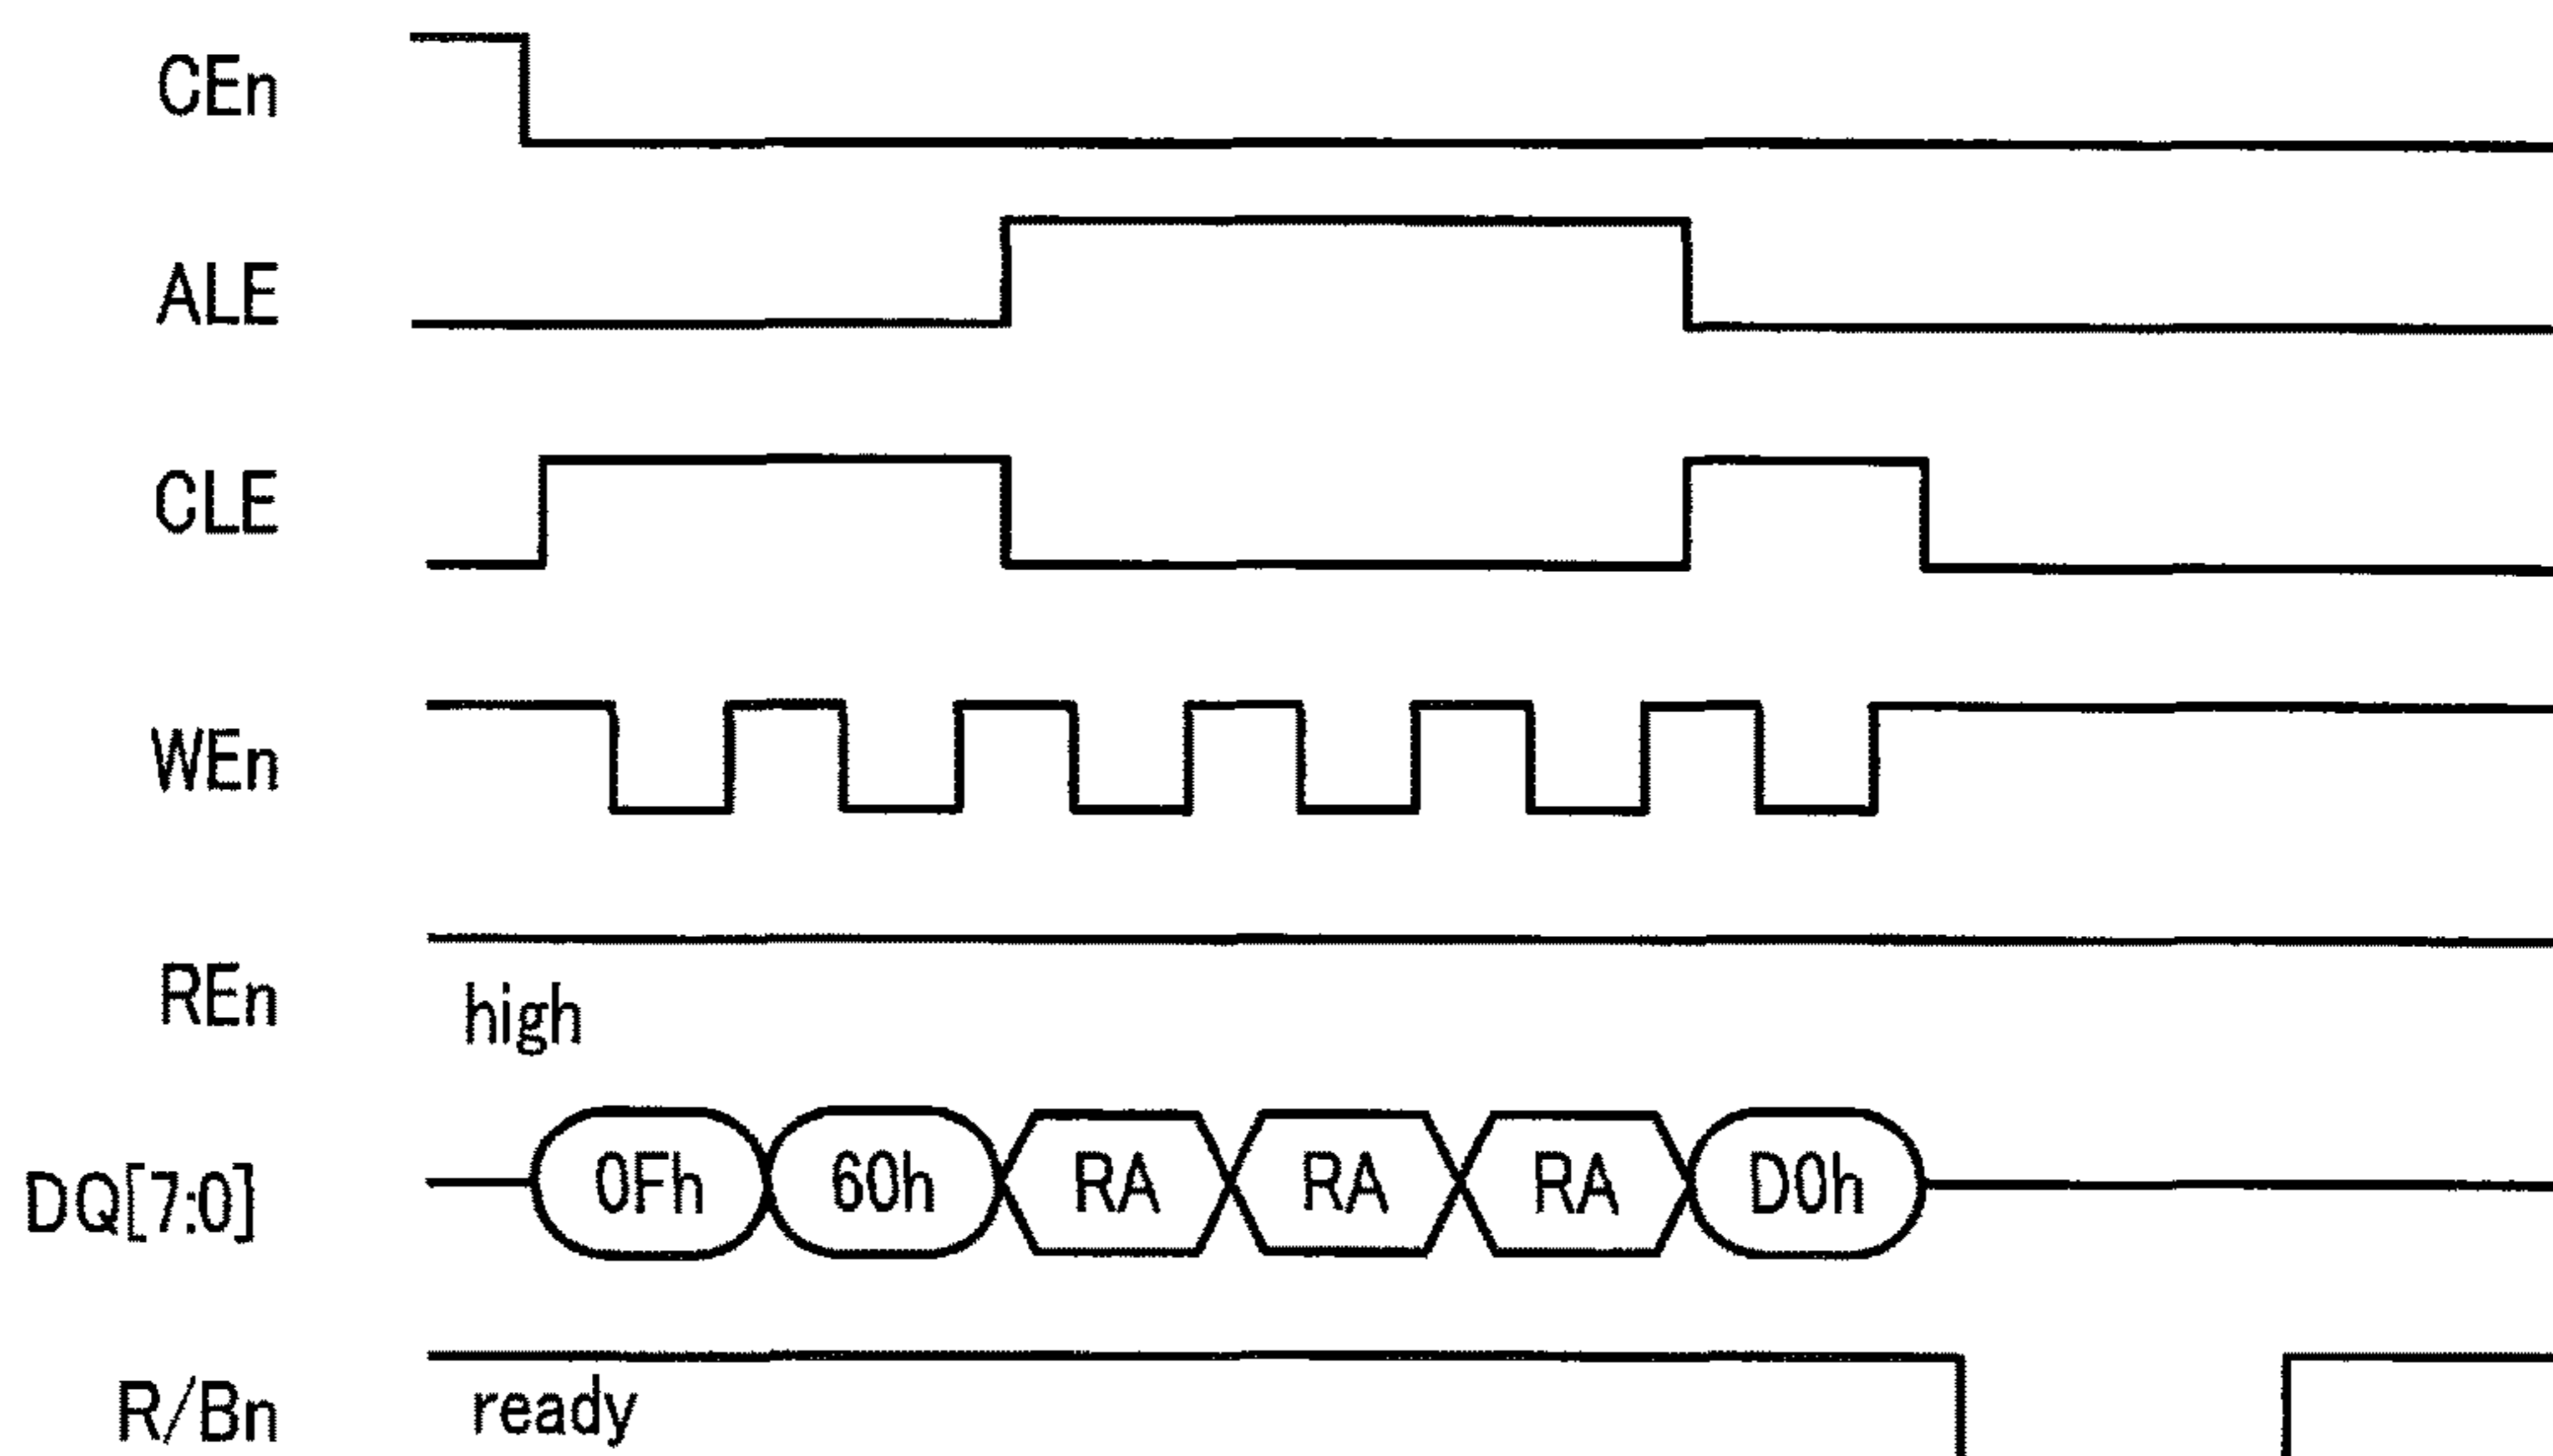 CEn
ALE
CLE
WEn
REn
high
DQ[7:0] 0Fh 60h RA RA RA D0h
R/Bn ready